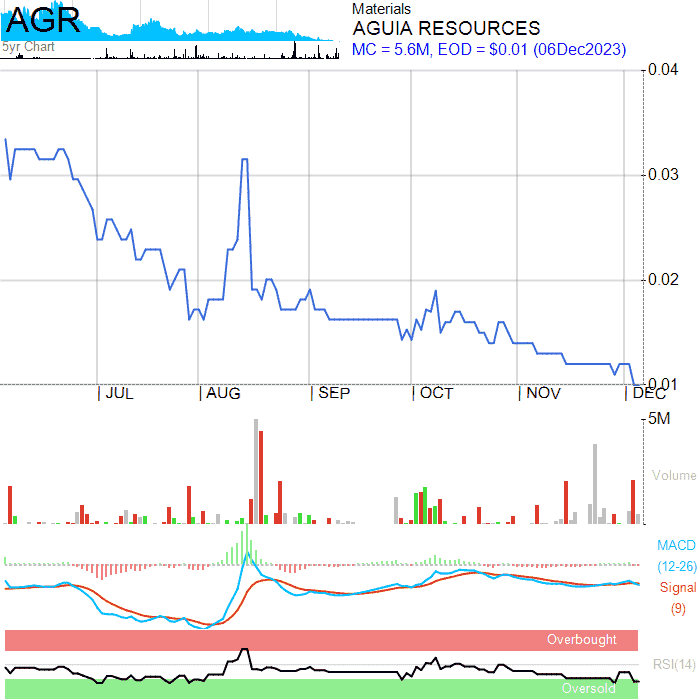 AGR
5yr Chart
Materials
AGUIA RESOURCES
MC = 5.6M, EOD = $0.01 (06Dec2023)
0.04
0.03
0.02
0.01
| JUL | AUG | SEP | OCT | NOV | DEC
5M
Volume
MACD
(12-26)
Signal
(9)
Overbought
RSI(14)
Oversold